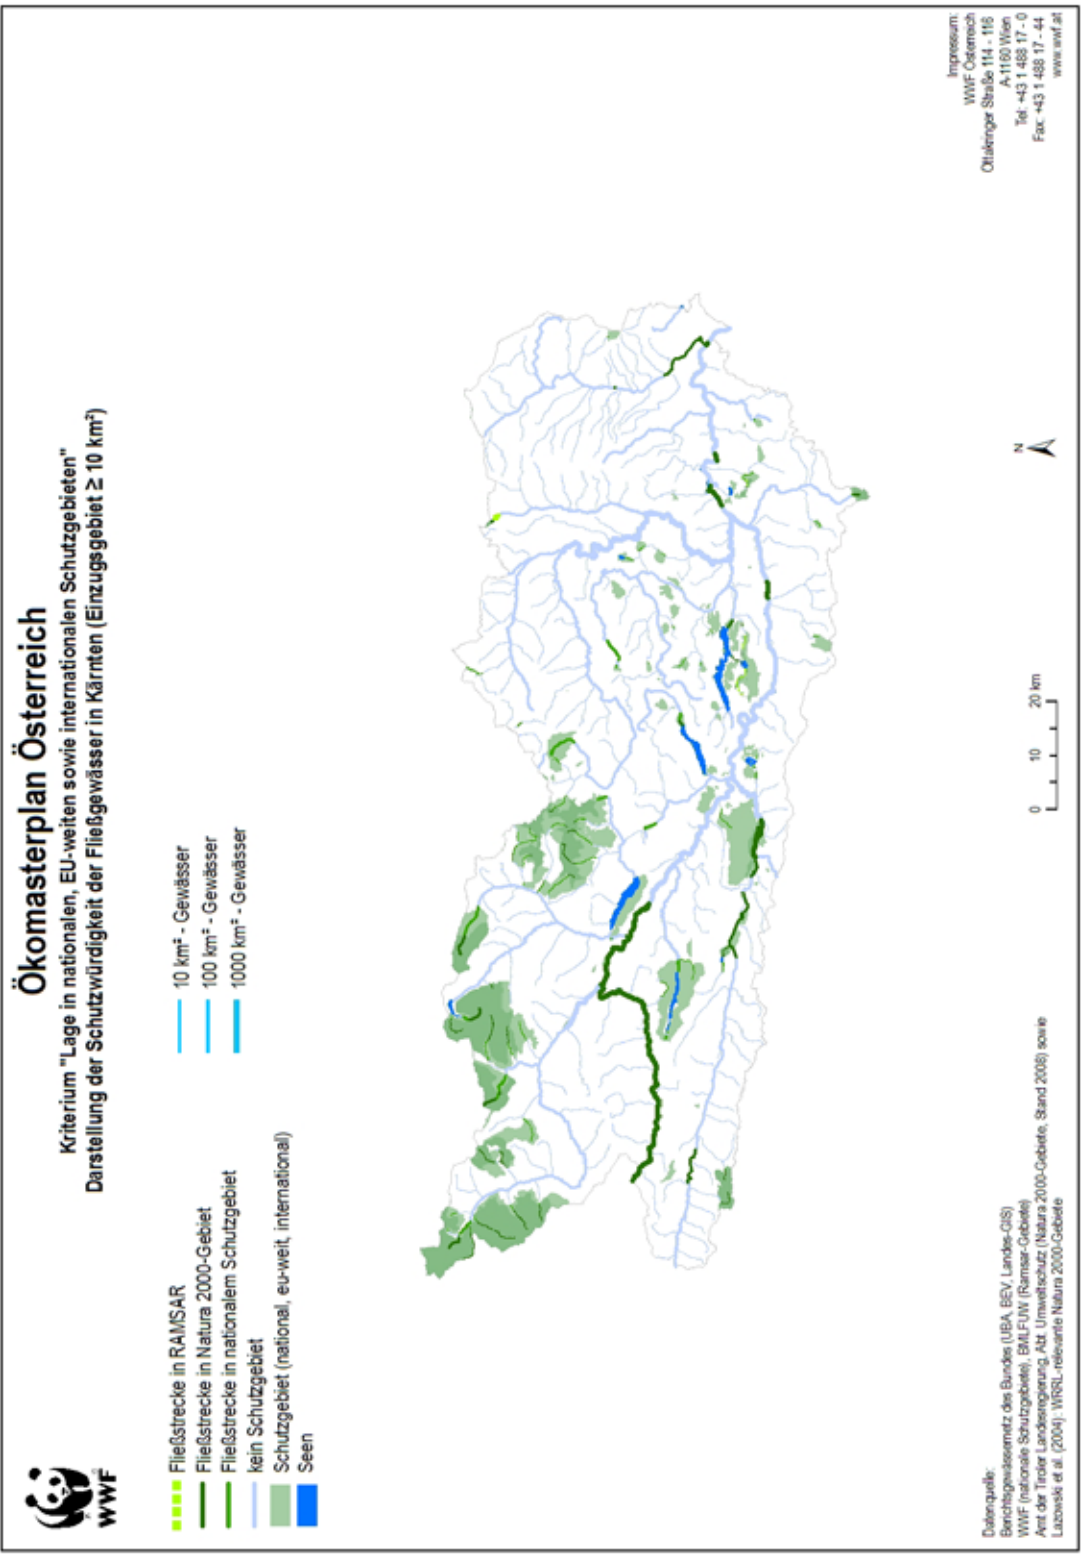 Ökomasterplan Österreich
Kriterium "Lage in nationalen, EU-weiten sowie internationalen Schutzgebieten"
Darstellung der Schutzwürdigkeit der Fließgewässer in Kärnten (Einzugsgebiet ≥ 10 km²)
WWF
Fließstrecke in RAMSAR
Fließstrecke in Natura 2000-Gebiet
Fließstrecke in nationalem Schutzgebiet
kein Schutzgebiet
Schutzgebiet (national, eu-weit, international)
Seen
10 km² - Gewässer
100 km² - Gewässer
1000 km² - Gewässer
Datenquelle:
Berichtsgewässernetz des Bundes (UBA, BEV, Landes-GIS)
WWF (nationale Schutzgebiete), BMLFUW (Ramsar-Gebiete)
Amt der Tiroler Landesregierung, Abt. Umweltschutz (Natura 2000-Gebiete, Stand 2008) sowie
Lazowski et al. (2004): WRRL-relevante Natura 2000-Gebiete
0 10 20 km
N
Impressum:
WWF Österreich
Ottakringer Straße 114 - 116
A-1160 Wien
Tel: +43 1 488 17 - 0
Fax: +43 1 488 17 - 44
www.wwf.at